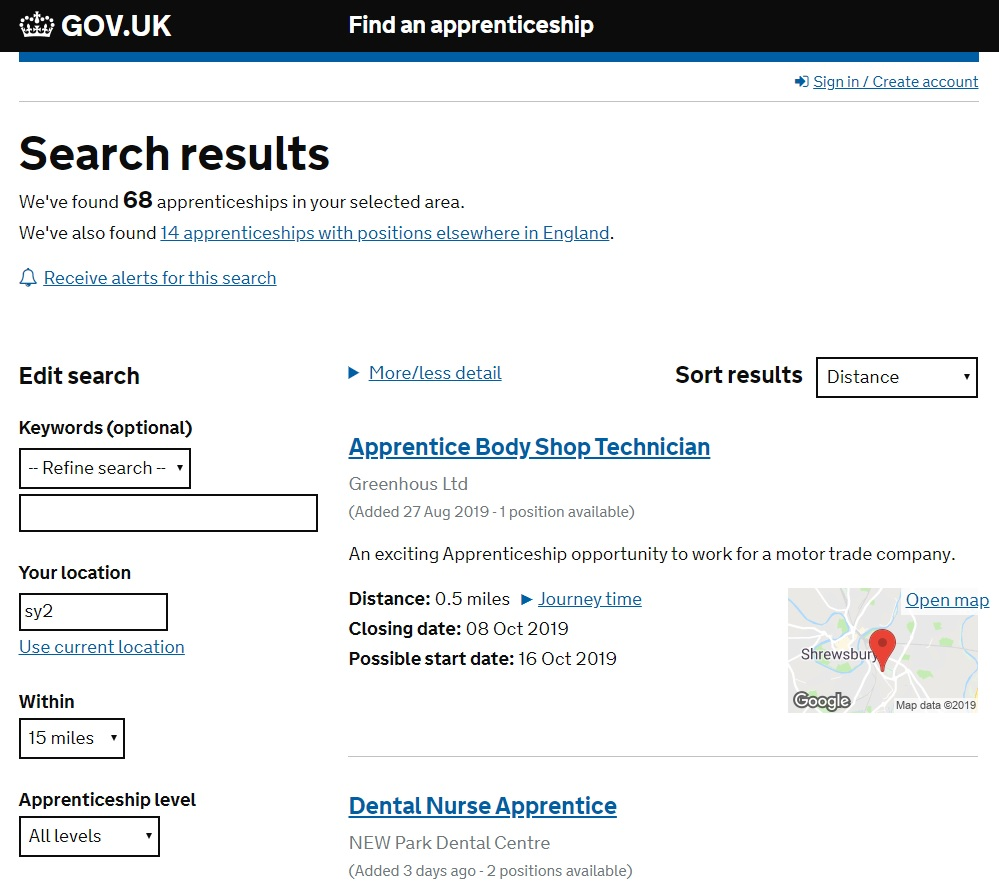 GOV.UK
Find an apprenticeship
Sign in / Create account
Search results
We've found 68 apprenticeships in your selected area.
We've also found 14 apprenticeships with positions elsewhere in England.
Receive alerts for this search
Edit search
Keywords (optional)
-- Refine search --
Your location
sy2
Use current location
Within
15 miles
Apprenticeship level
All levels
More/less detail
Sort results
Distance
Apprentice Body Shop Technician
Greenhous Ltd
(Added 27 Aug 2019 - 1 position available)
An exciting Apprenticeship opportunity to work for a motor trade company.
Distance: 0.5 miles Journey time
Closing date: 08 Oct 2019
Possible start date: 16 Oct 2019
Open map
Shrewsbury
Google
Map data ©2019
Dental Nurse Apprentice
NEW Park Dental Centre
(Added 3 days ago - 2 positions available)